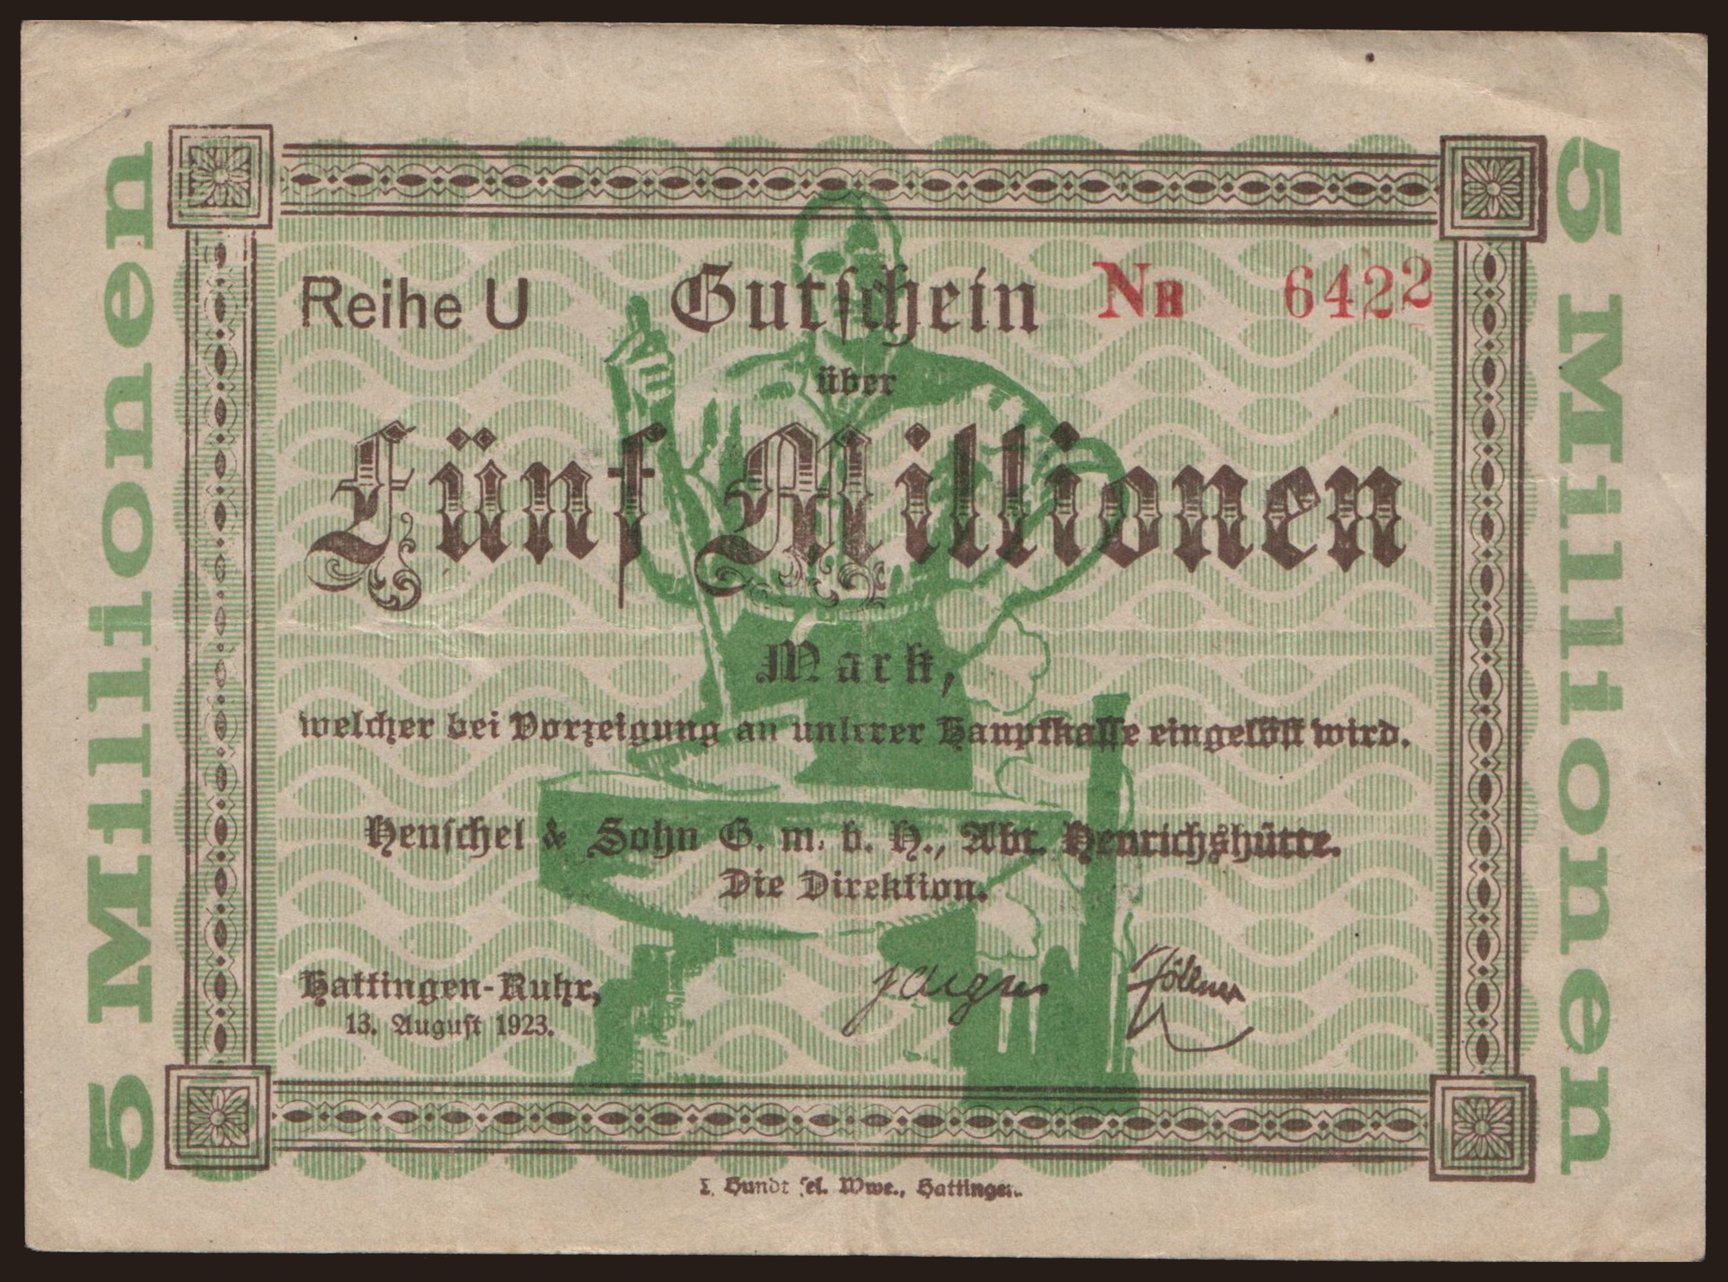 5 Millionen
Reihe U Gutschein NR 6422
über
Fünf Millionen
Mark,
welcher bei Vorzeigung an unserer Hauptkasse eingelöst wird.
Henschel & Sohn G. m. b. H., Abt. Henrichshütte.
Die Direktion.
Hattingen-Ruhr,
13. August 1923.
5 Millionen
Hundt sel. Wwe., Hattingen.